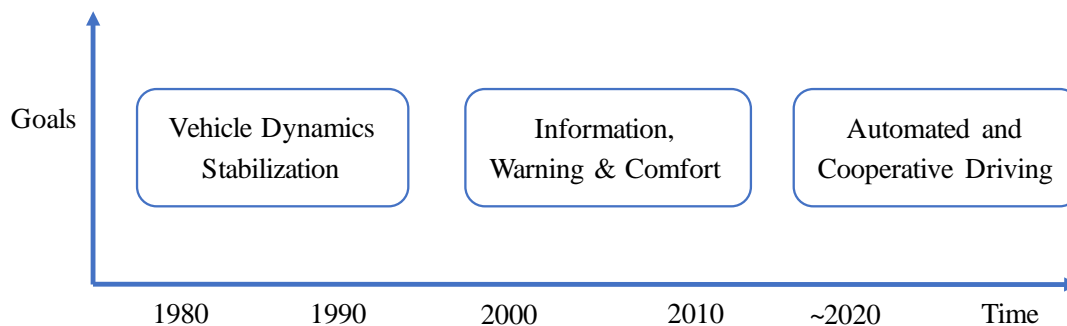 Goals
Vehicle Dynamics
Stabilization
Information,
Warning & Comfort
Automated and
Cooperative Driving
1980
1990
2000
2010
~2020
Time